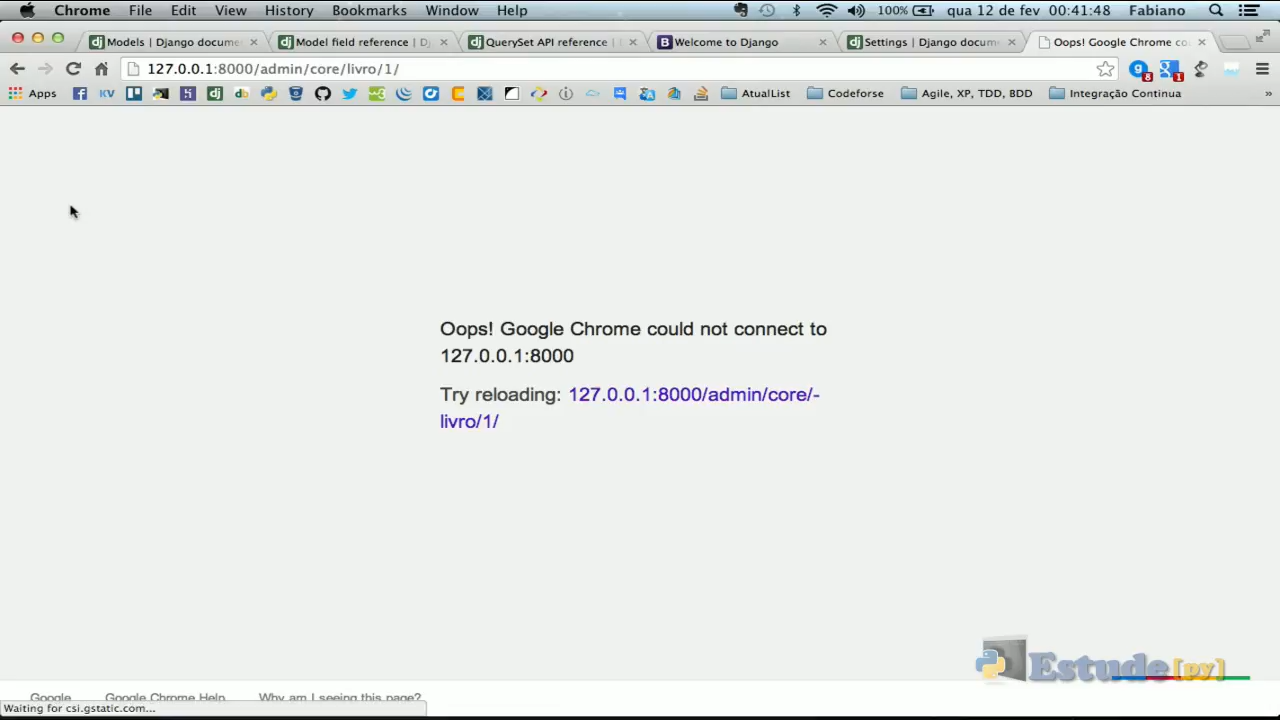 Chrome File Edit View History Bookmarks Window Help 100% qua 12 de fev 00:41:48 Fabiano
Models | Django docume
Model field reference | D
QuerySet API reference |
Welcome to Django
Settings | Django docum
Oops! Google Chrome co
127.0.0.1:8000/admin/core/livro/1/
Apps KV AtualList Codeforse Agile, XP, TDD, BDD Integração Continua »
Oops! Google Chrome could not connect to
127.0.0.1:8000
Try reloading: 127.0.0.1:8000/admin/core/-
livro/1/
Estude[py]
Google Google Chrome Help Why am I seeing this page?
Waiting for csi.gstatic.com...